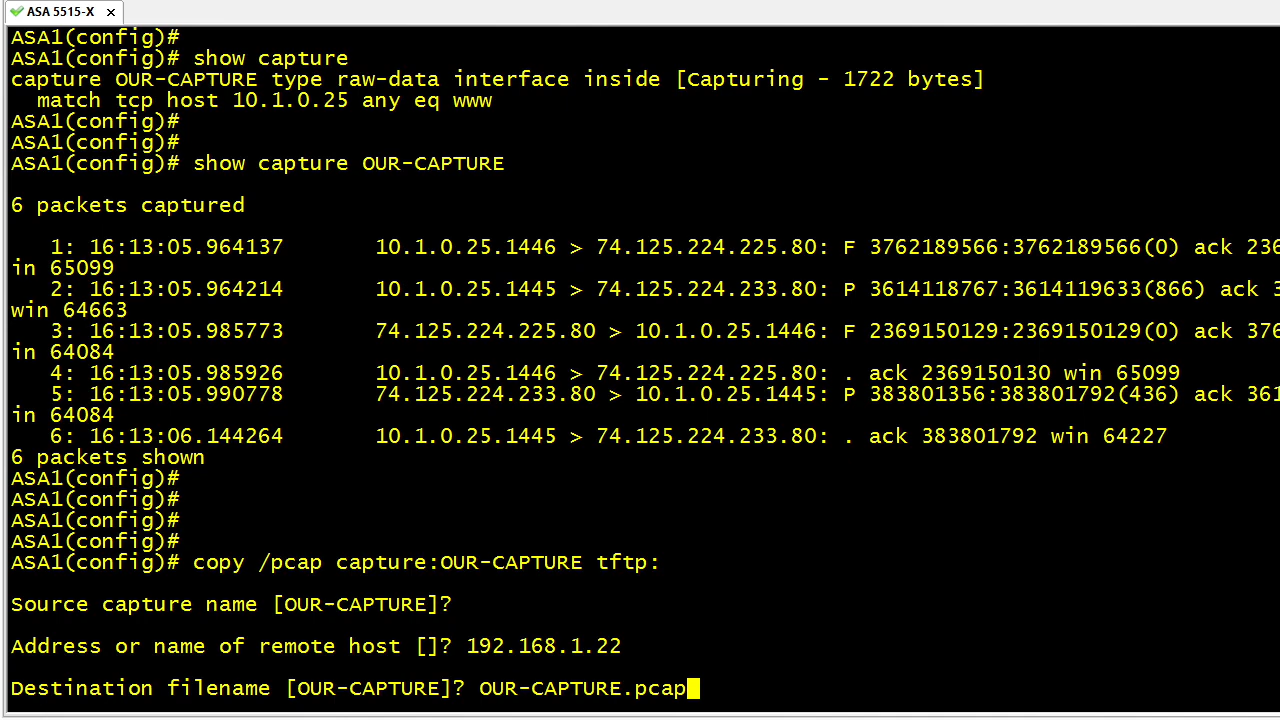 ASA 5515-X
ASA1(config)#
ASA1(config)# show capture
capture OUR-CAPTURE type raw-data interface inside [Capturing - 1722 bytes]
  match tcp host 10.1.0.25 any eq www
ASA1(config)#
ASA1(config)#
ASA1(config)# show capture OUR-CAPTURE
6 packets captured
   1: 16:13:05.964137       10.1.0.25.1446 > 74.125.224.225.80: F 3762189566:3762189566(0) ack 236
in 65099
   2: 16:13:05.964214       10.1.0.25.1445 > 74.125.224.233.80: P 3614118767:3614119633(866) ack 3
win 64663
   3: 16:13:05.985773       74.125.224.225.80 > 10.1.0.25.1446: F 2369150129:2369150129(0) ack 376
in 64084
   4: 16:13:05.985926       10.1.0.25.1446 > 74.125.224.225.80: . ack 2369150130 win 65099
   5: 16:13:05.990778       74.125.224.233.80 > 10.1.0.25.1445: P 383801356:383801792(436) ack 361
in 64084
   6: 16:13:06.144264       10.1.0.25.1445 > 74.125.224.233.80: . ack 383801792 win 64227
6 packets shown
ASA1(config)#
ASA1(config)#
ASA1(config)#
ASA1(config)#
ASA1(config)# copy /pcap capture:OUR-CAPTURE tftp:
Source capture name [OUR-CAPTURE]?
Address or name of remote host []? 192.168.1.22
Destination filename [OUR-CAPTURE]? OUR-CAPTURE.pcap